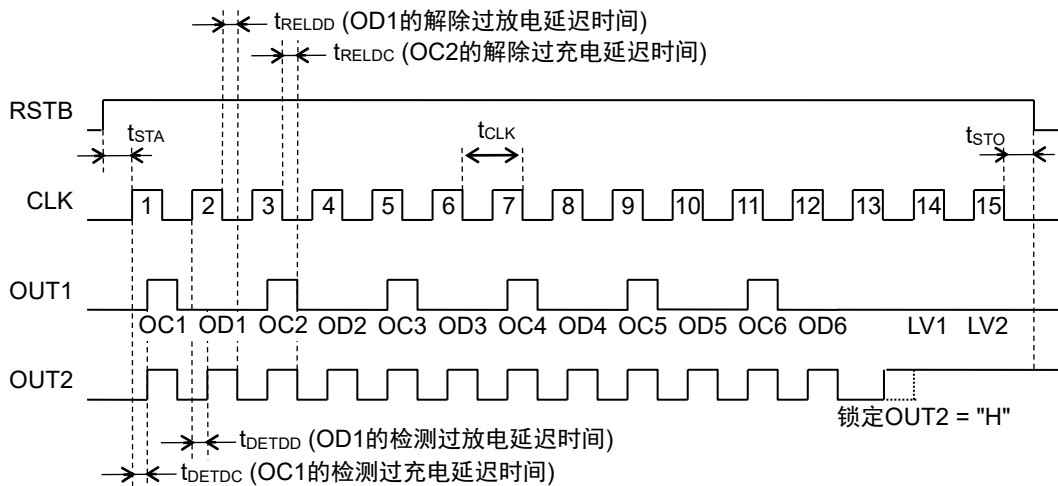 tRELDD (OD1的解除过放电延迟时间)
tRELDC (OC2的解除过充电延迟时间)
RSTB
tSTA
tCLK
tSTO
CLK
1 2 3 4 5 6 7 8 9 10 11 12 13 14 15
OUT1
OC1 OD1 OC2 OD2 OC3 OD3 OC4 OD4 OC5 OD5 OC6 OD6 LV1 LV2
OUT2
锁定OUT2 = "H"
tDETDD (OD1的检测过放电延迟时间)
tDETDC (OC1的检测过充电延迟时间)